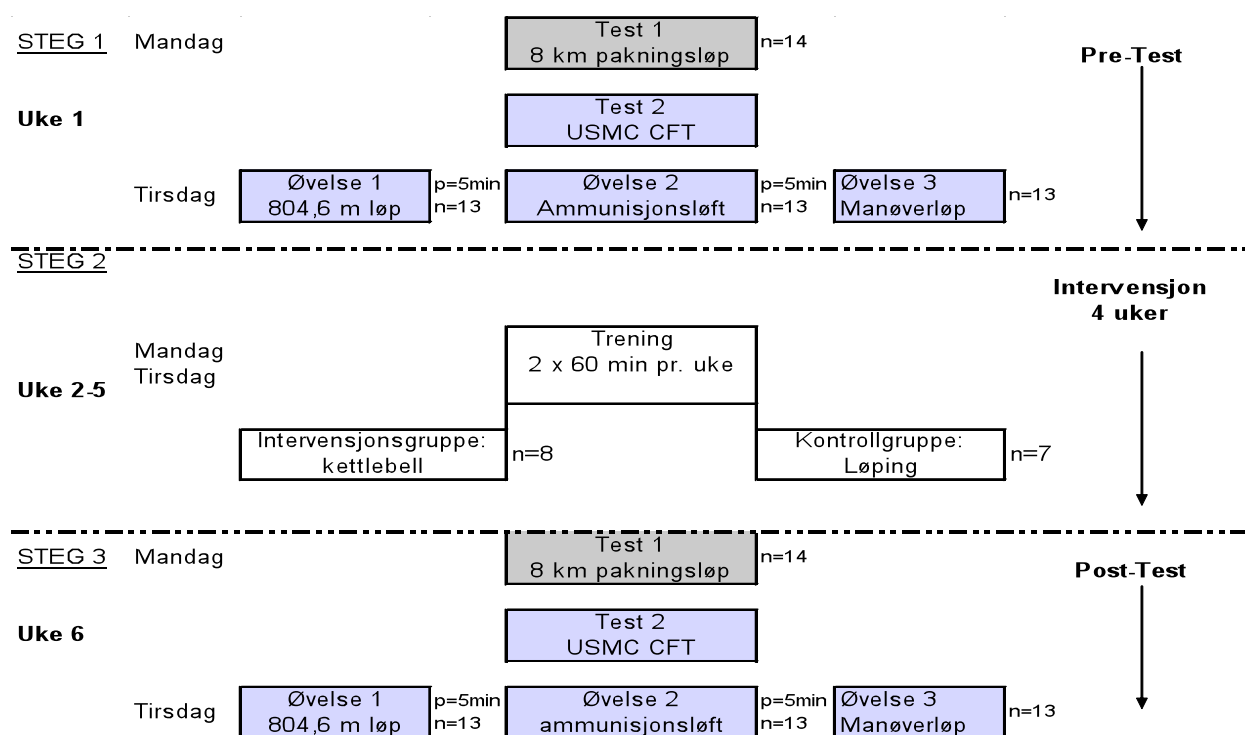 STEG 1 Mandag
Test 1
8 km pakningsløp
n=14
Pre-Test
Uke 1
Test 2
USMC CFT
Tirsdag
Øvelse 1
804,6 m løp
p=5min
n=13
Øvelse 2
Ammunisjonsløft
p=5min
n=13
Øvelse 3
Manøverløp
n=13
STEG 2
Intervensjon
4 uker
Mandag
Tirsdag
Uke 2-5
Trening
2 x 60 min pr. uke
Intervensjonsgruppe:
kettlebell
n=8
Kontrollgruppe:
Løping
n=7
STEG 3 Mandag
Test 1
8 km pakningsløp
n=14
Post-Test
Uke 6
Test 2
USMC CFT
Tirsdag
Øvelse 1
804,6 m løp
p=5min
n=13
Øvelse 2
ammunisjonsløft
p=5min
n=13
Øvelse 3
Manøverløp
n=13